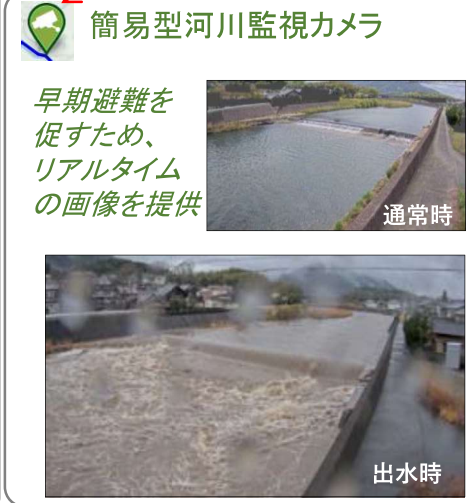 簡易型河川監視カメラ
早期避難を
促すため、
リアルタイム
の画像を提供
通常時
出水時